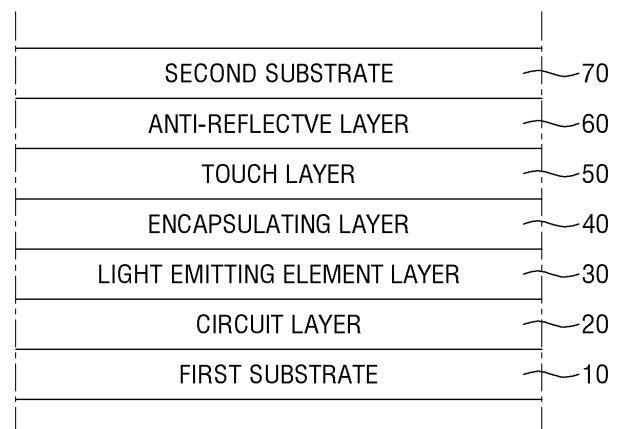 SECOND SUBSTRATE 70
ANTI-REFLECTVE LAYER 60
TOUCH LAYER 50
ENCAPSULATING LAYER 40
LIGHT EMITTING ELEMENT LAYER 30
CIRCUIT LAYER 20
FIRST SUBSTRATE 10